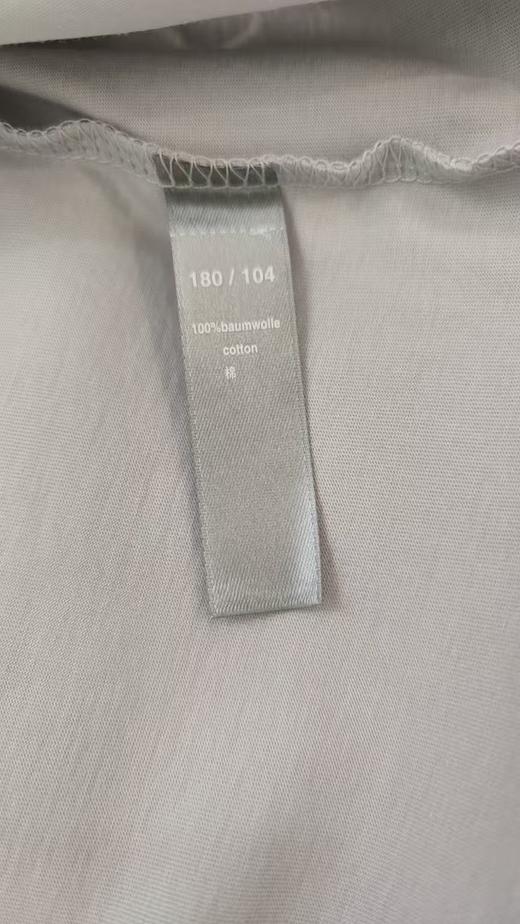 180 / 104
100%baumwolle
cotton
棉